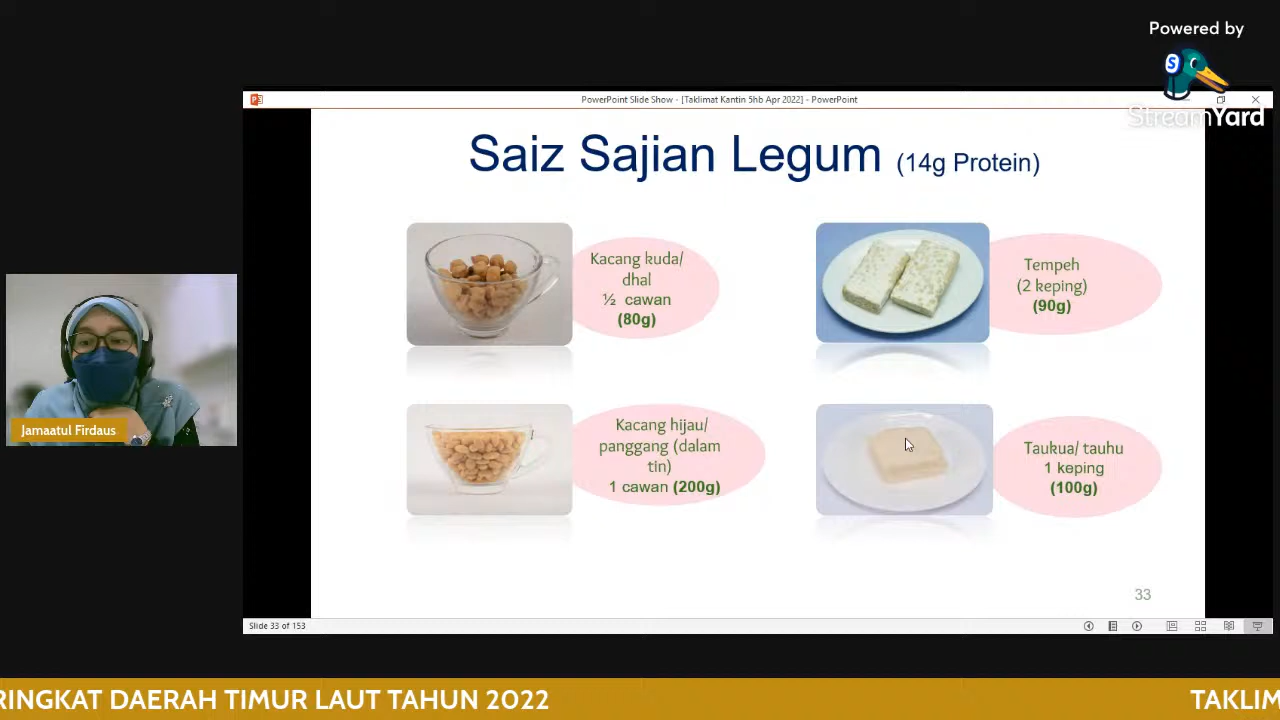 Powered by
StreamYard
PowerPoint Slide Show - [Taklimat Kantin 5hb Apr 2022] - PowerPoint
Saiz Sajian Legum (14g Protein)
Kacang kuda/
dhal
½ cawan
(80g)
Tempeh
(2 keping)
(90g)
Kacang hijau/
panggang (dalam
tin)
1 cawan (200g)
Taukua/ tauhu
1 keping
(100g)
33
Slide 33 of 153
Jamaatul Firdaus
RINGKAT DAERAH TIMUR LAUT TAHUN 2022
TAKLIM